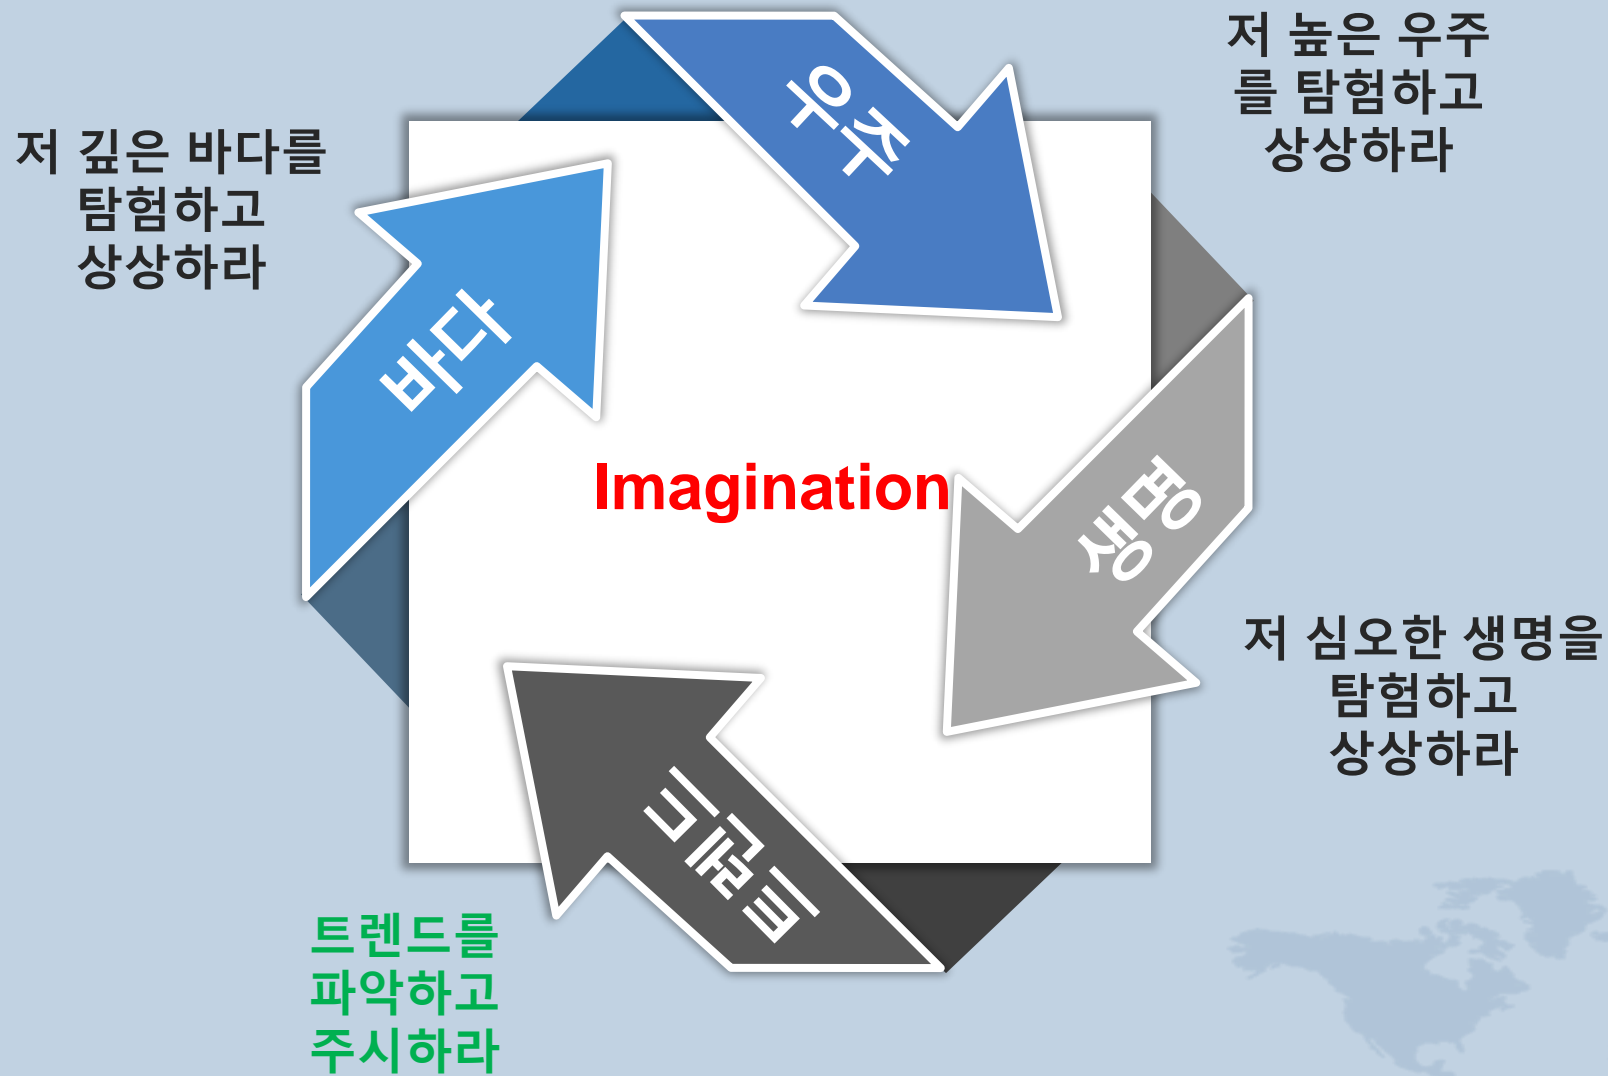 저 높은 우주
를 탐험하고
상상하라
저 깊은 바다를
탐험하고
상상하라
우주
바다
Imagination
생명
저 심오한 생명을
탐험하고
상상하라
트렌드
트렌드를
파악하고
주시하라